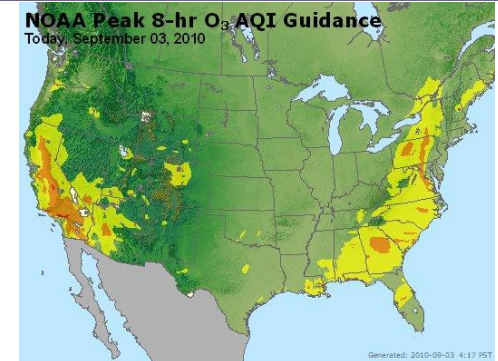 NOAA Peak 8-hr O₃ AQI Guidance
Today, September 03, 2010
Generated: 2010-09-03 4:17 PST